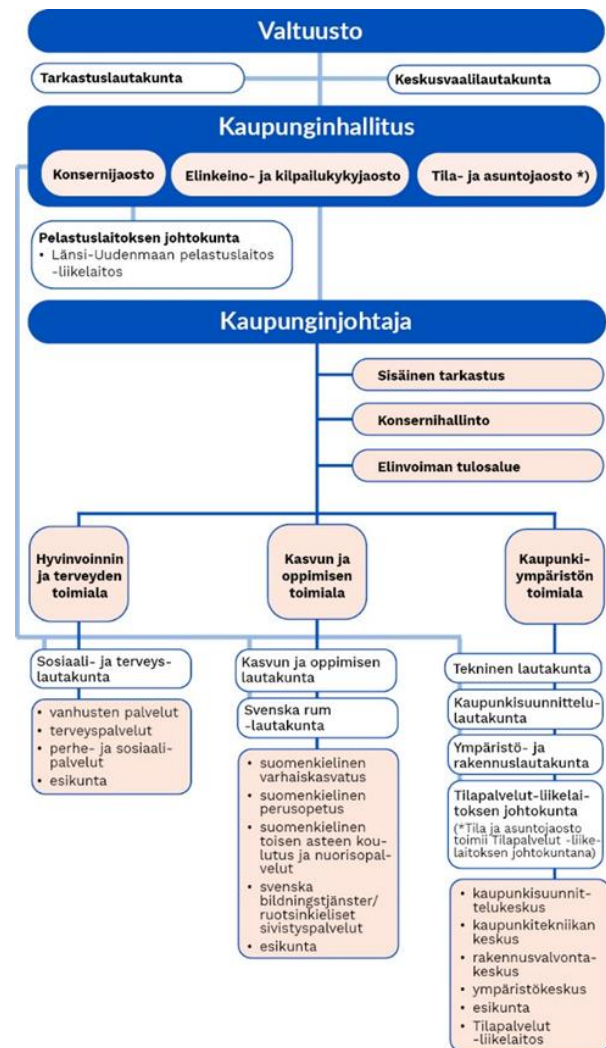 Valtuusto
Tarkastuslautakunta
Keskusvaalilautakunta
Kaupunginhallitus
Konsernijaosto
Elinkeino- ja kilpailukykyjaosto
Tila- ja asuntojaosto *)
Pelastuslaitoksen johtokunta
• Länsi-Uudenmaan pelastuslaitos
-liikelaitos
Kaupunginjohtaja
Sisäinen tarkastus
Konsernihallinto
Elinvoiman tulosalue
Hyvinvoinnin
ja terveyden
toimiala
Sosiaali- ja terveys-
lautakunta
• vanhusten palvelut
• terveyspalvelut
• perhe- ja sosiaali-
palvelut
• esikunta
Kasvun ja
oppimisen
toimiala
Kasvun ja oppimisen
lautakunta
Svenska rum
-lautakunta
• suomenkielinen
varhaiskasvatus
• suomenkielinen
perusopetus
• suomenkielinen
toisen asteen kou-
lutus ja nuorisopal-
velut
• svenska
bildningstjänster/
ruotsinkieliset
sivistyspalvelut
• esikunta
Kaupunki-
ympäristön
toimiala
Tekninen lautakunta
Kaupunkisuunnittelu-
lautakunta
Ympäristö- ja
rakennuslautakunta
Tilapalvelut-liikelai-
toksen johtokunta
(*Tila ja asuntojaosto
toimii Tilapalvelut -liike-
laitoksen johtokuntana)
• kaupunkisuunnit-
telukeskus
• kaupunkitekniikan
keskus
• rakennusvalvonta-
keskus
• ympäristökeskus
• esikunta
• Tilapalvelut
-liikelaitos